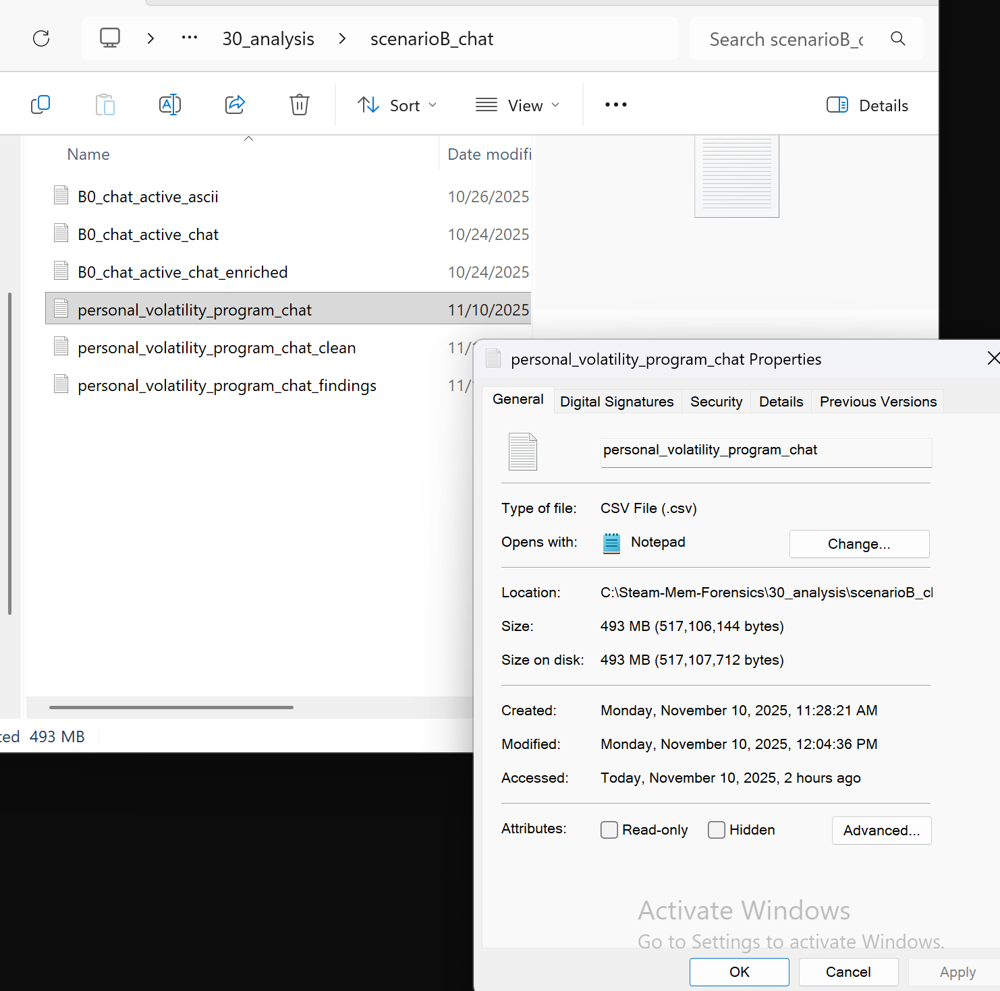 30_analysis
scenarioB_chat
Search scenarioB_c
Sort
View
Details
Name
Date modifi
B0_chat_active_ascii
10/26/2025
B0_chat_active_chat
10/24/2025
B0_chat_active_chat_enriched
10/24/2025
personal_volatility_program_chat
11/10/2025
personal_volatility_program_chat_clean
11/
personal_volatility_program_chat_findings
11/
ted 493 MB
personal_volatility_program_chat Properties
General
Digital Signatures
Security
Details
Previous Versions
personal_volatility_program_chat
Type of file: CSV File (.csv)
Opens with: Notepad
Change...
Location: C:\Steam-Mem-Forensics\30_analysis\scenarioB_cl
Size: 493 MB (517,106,144 bytes)
Size on disk: 493 MB (517,107,712 bytes)
Created: Monday, November 10, 2025, 11:28:21 AM
Modified: Monday, November 10, 2025, 12:04:36 PM
Accessed: Today, November 10, 2025, 2 hours ago
Attributes: Read-only Hidden
Advanced...
Activate Windows
Go to Settings to activate Windows.
OK
Cancel
Apply